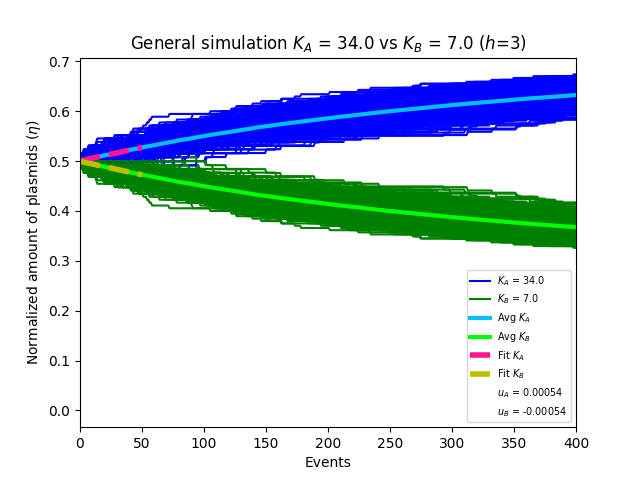 General simulation K_A = 34.0 vs K_B = 7.0 (h=3)
Normalized amount of plasmids (η)
0.7
0.6
0.5
0.4
0.3
0.2
0.1
0.0
K_A = 34.0
K_B = 7.0
Avg K_A
Avg K_B
Fit K_A
Fit K_B
u_A = 0.00054
u_B = -0.00054
0 50 100 150 200 250 300 350 400
Events